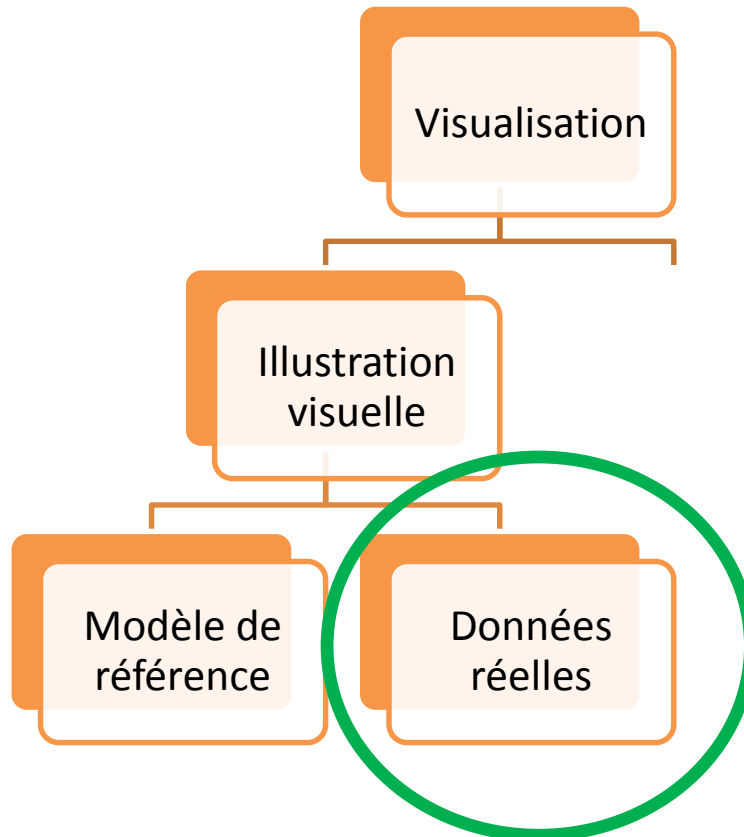 Visualisation
Illustration
visuelle
Modèle de
référence
Données
réelles